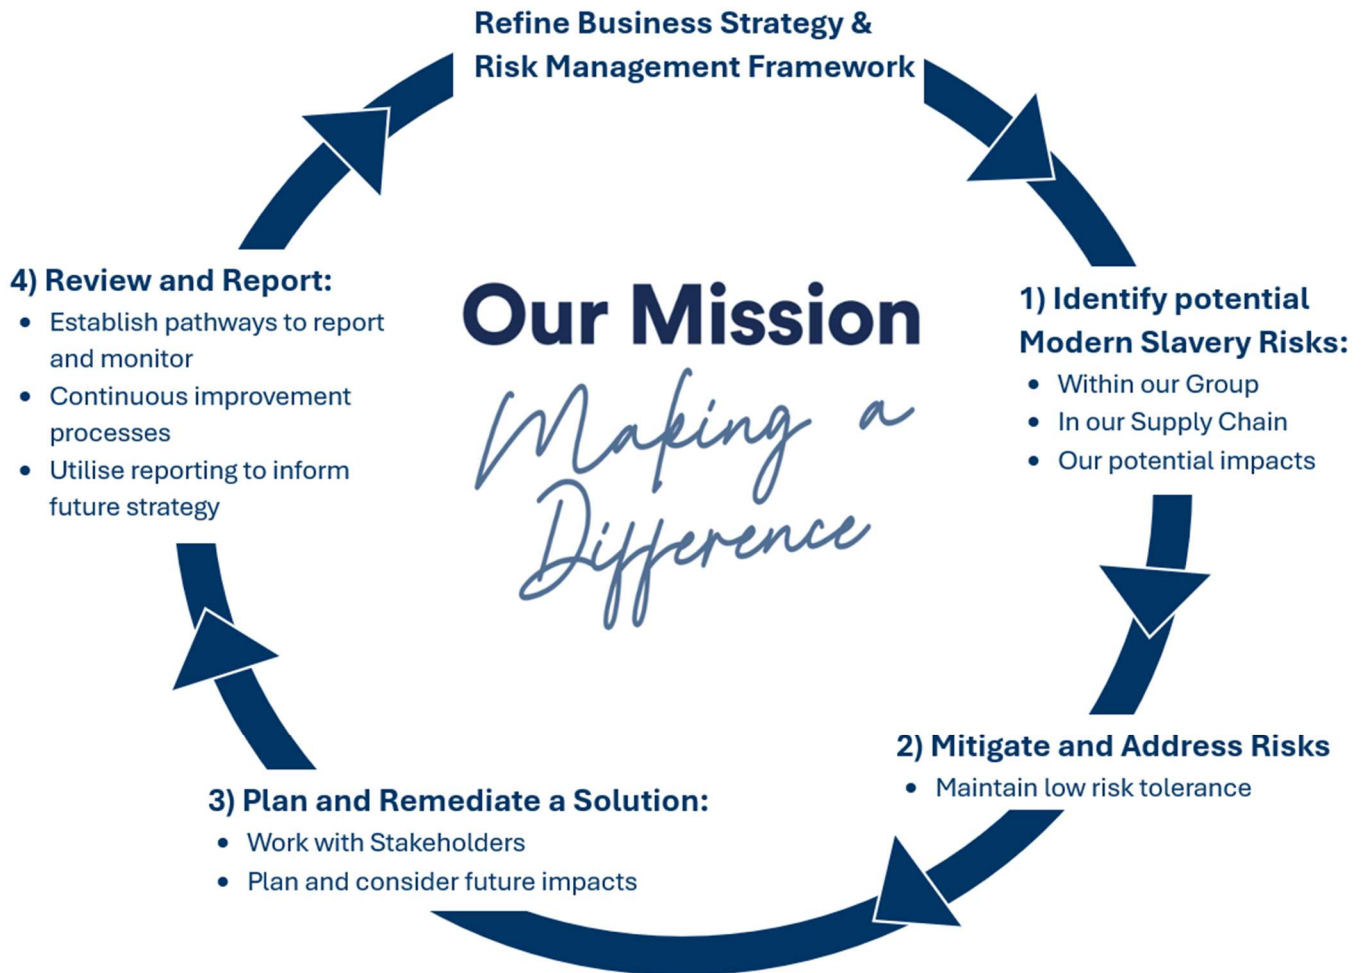 Refine Business Strategy &
Risk Management Framework
1) Identify potential
Modern Slavery Risks:
• Within our Group
• In our Supply Chain
• Our potential impacts
2) Mitigate and Address Risks
• Maintain low risk tolerance
3) Plan and Remediate a Solution:
• Work with Stakeholders
• Plan and consider future impacts
4) Review and Report:
• Establish pathways to report
and monitor
• Continuous improvement
processes
• Utilise reporting to inform
future strategy
Our Mission
Making a
Difference